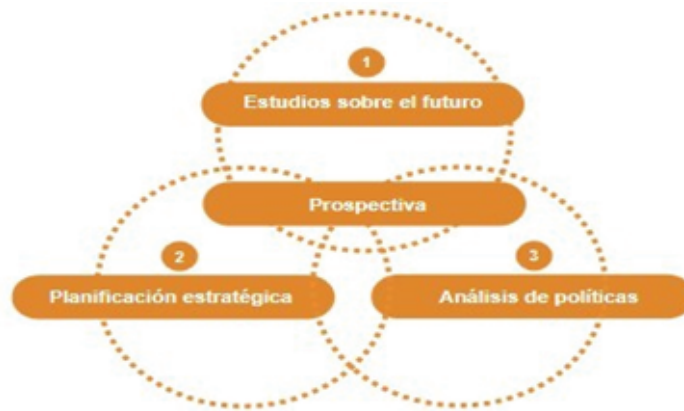 1
Estudios sobre el futuro
Prospectiva
2
3
Planificación estratégica
Análisis de políticas